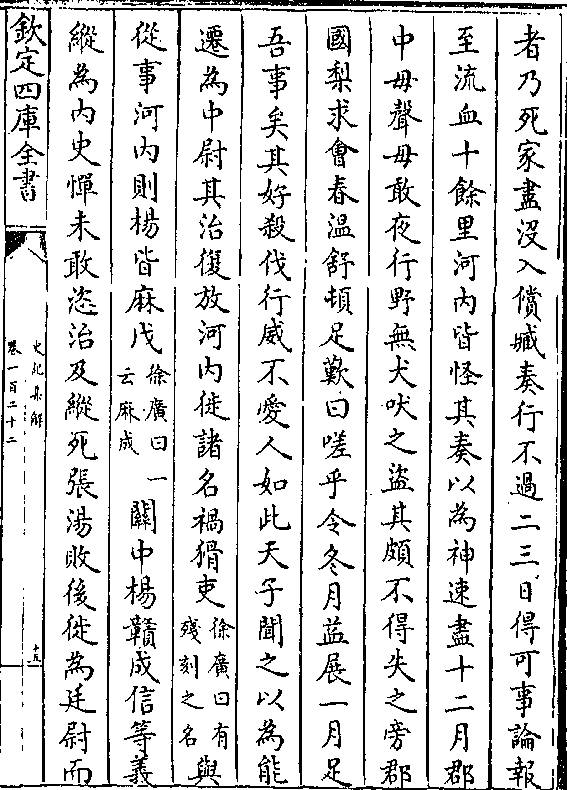 者乃死家盡没入償臧奏行不過二三日得可事論報
至流血十餘里河内皆怪其奏以為神速盡十二月郡
中毋聲毋敢夜行野無犬吠之盜其頗不得失之旁郡
國梨求會春温舒頓足歎曰嗟乎令冬月益展一月足
吾事矣其好殺伐行威不愛人如此天子聞之以為能
遷為中尉其治復放河内徙諸名禍猾吏徐廣曰有殘刻之名與
從事河内則楊皆麻戊徐廣曰一云麻成關中楊贛成信等義
縱為内史憚未敢恣治及縱死張湯敗後徙為廷尉而
欽定四庫全書
史記集解
卷一百二十二
十五